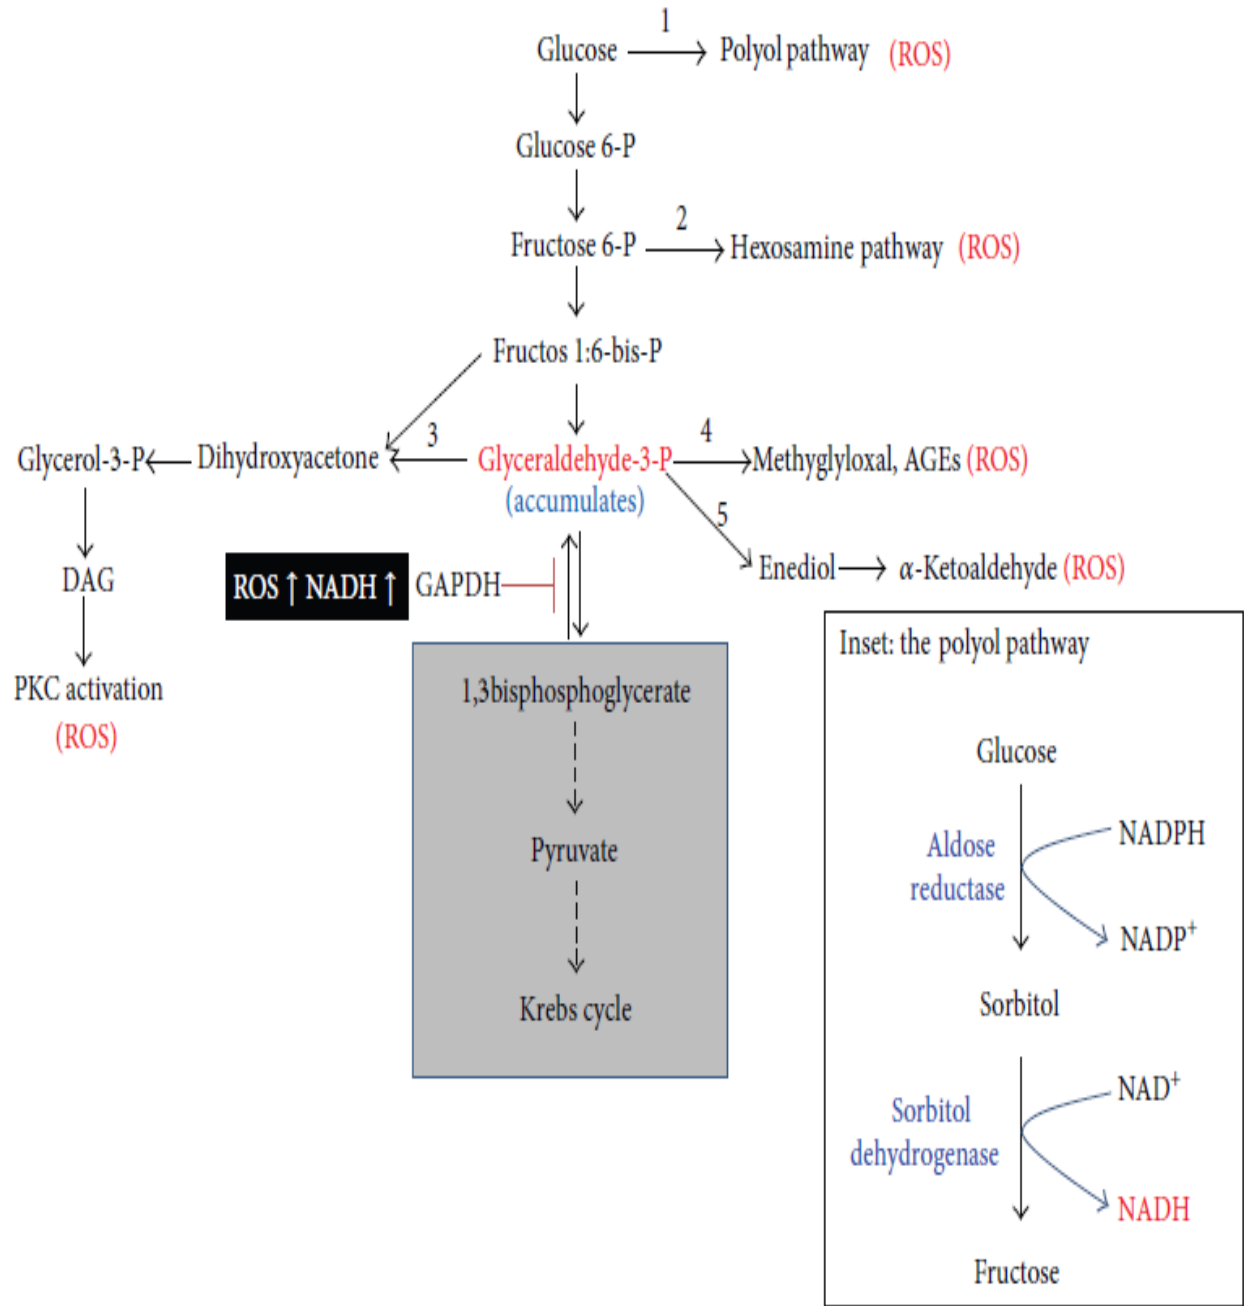 1
Glucose → Polyol pathway (ROS)
Glucose 6-P
2
Fructose 6-P → Hexosamine pathway (ROS)
Fructos 1:6-bis-P
3
4
Glycerol-3-P ← Dihydroxyacetone ← Glyceraldehyde-3-P → Methyglyloxal, AGEs (ROS)
(accumulates)
5
Enediol → α-Ketoaldehyde (ROS)
DAG
ROS ↑ NADH ↑ GAPDH
PKC activation
(ROS)
1,3bisphosphoglycerate
Pyruvate
Krebs cycle
Inset: the polyol pathway
Glucose
Aldose
reductase
NADPH
NADP⁺
Sorbitol
Sorbitol
dehydrogenase
NAD⁺
NADH
Fructose